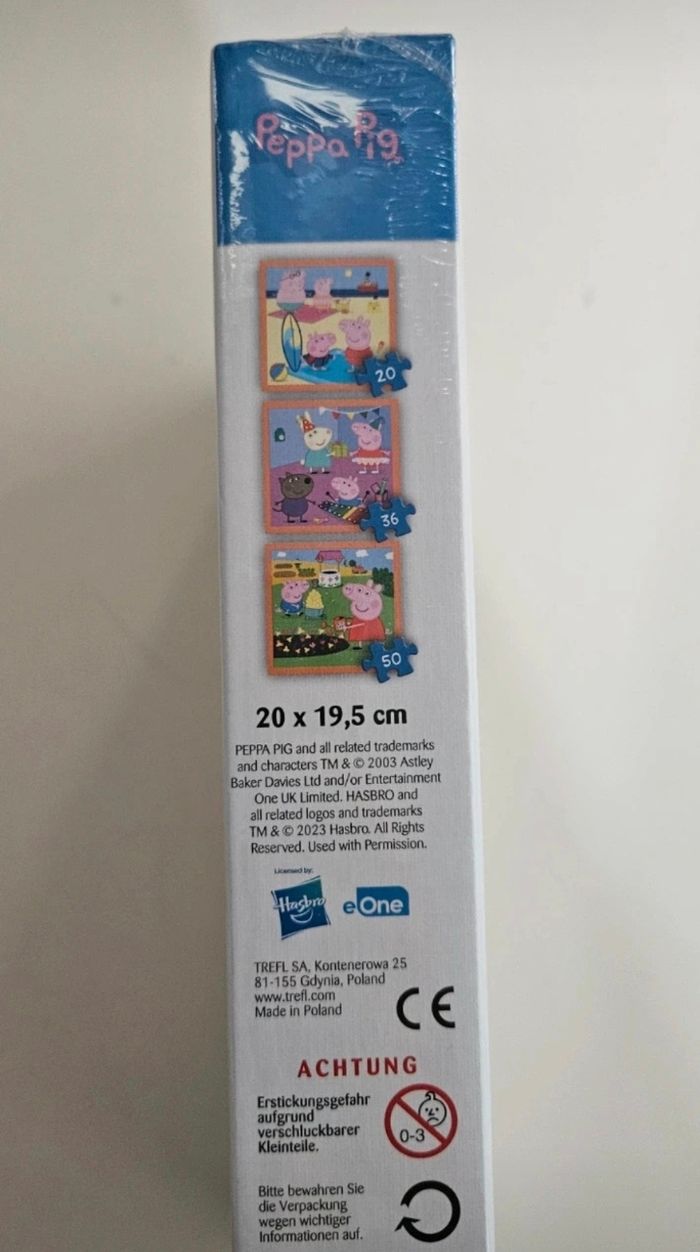 Peppa Pig
20
36
50
20 x 19,5 cm
PEPPA PIG and all related trademarks
and characters TM & © 2003 Astley
Baker Davies Ltd and/or Entertainment
One UK Limited. HASBRO and
all related logos and trademarks
TM & © 2023 Hasbro. All Rights
Reserved. Used with Permission.
Licensed by:
Hasbro
eOne
TREFL SA, Kontenerowa 25
81-155 Gdynia, Poland
www.trefl.com
Made in Poland
CE
ACHTUNG
Erstickungsgefahr
aufgrund
verschluckbarer
Kleinteile.
0-3
Bitte bewahren Sie
die Verpackung
wegen wichtiger
Informationen auf.